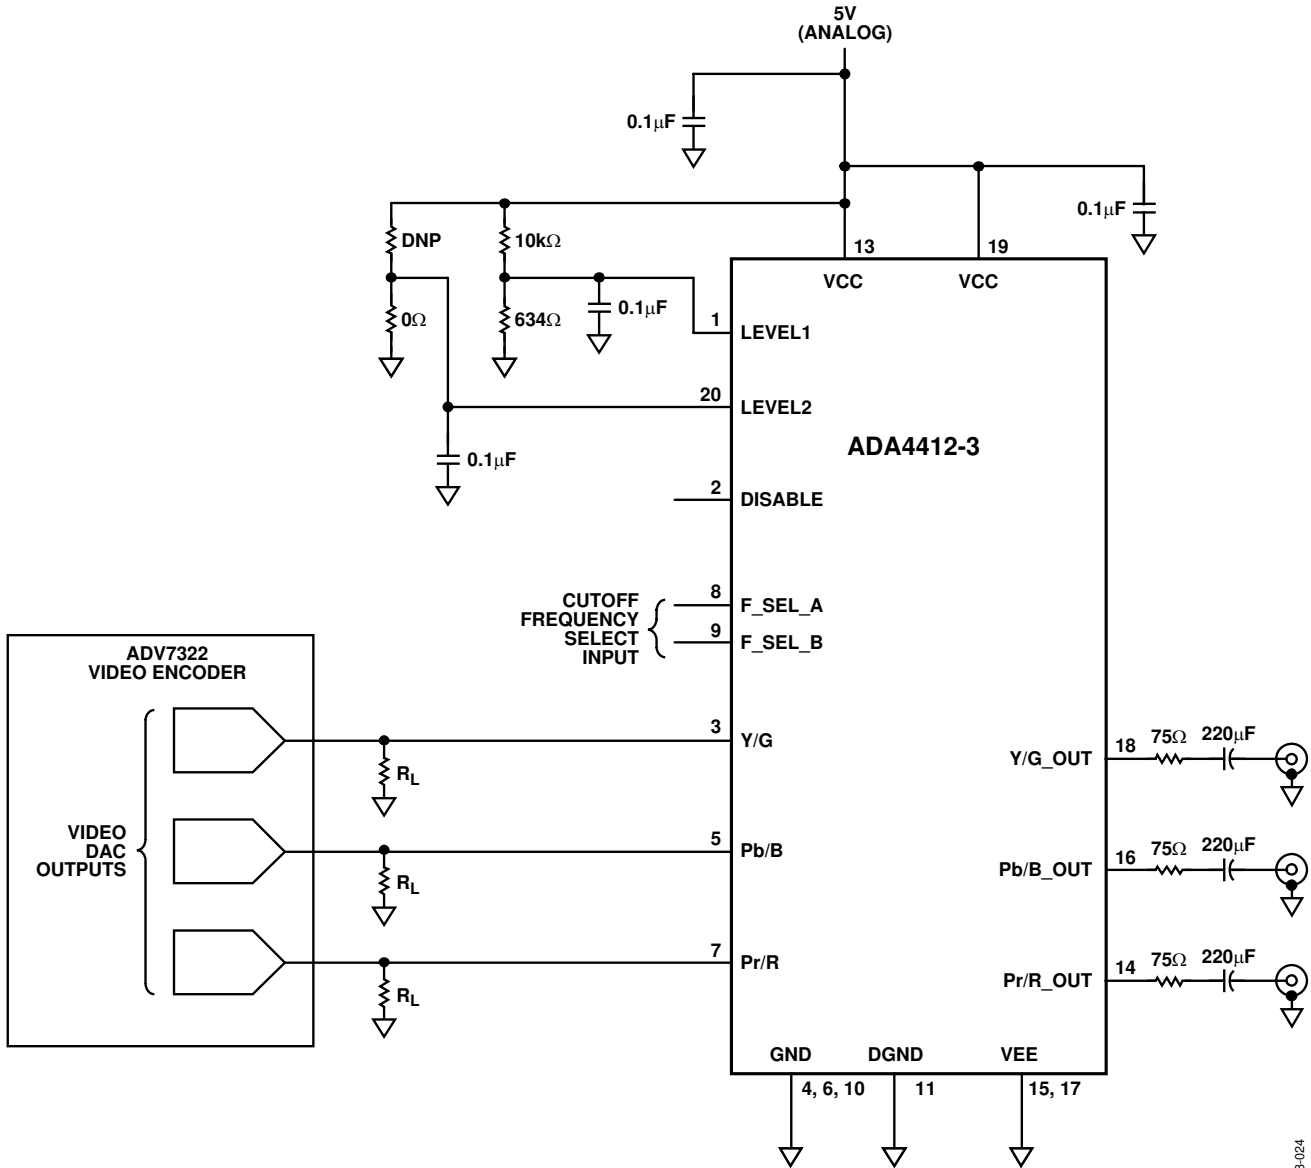 5V
(ANALOG)
0.1μF
0.1μF
DNP
10kΩ
13
19
VCC
VCC
0Ω
634Ω
0.1μF
1
LEVEL1
20
LEVEL2
ADA4412-3
0.1μF
2
DISABLE
CUTOFF
FREQUENCY
SELECT
INPUT
8
F_SEL_A
9
F_SEL_B
ADV7322
VIDEO ENCODER
VIDEO
DAC
OUTPUTS
RL
RL
RL
3
Y/G
5
Pb/B
7
Pr/R
Y/G_OUT
18
75Ω
220μF
Pb/B_OUT
16
75Ω
220μF
Pr/R_OUT
14
75Ω
220μF
GND
DGND
VEE
4, 6, 10
11
15, 17